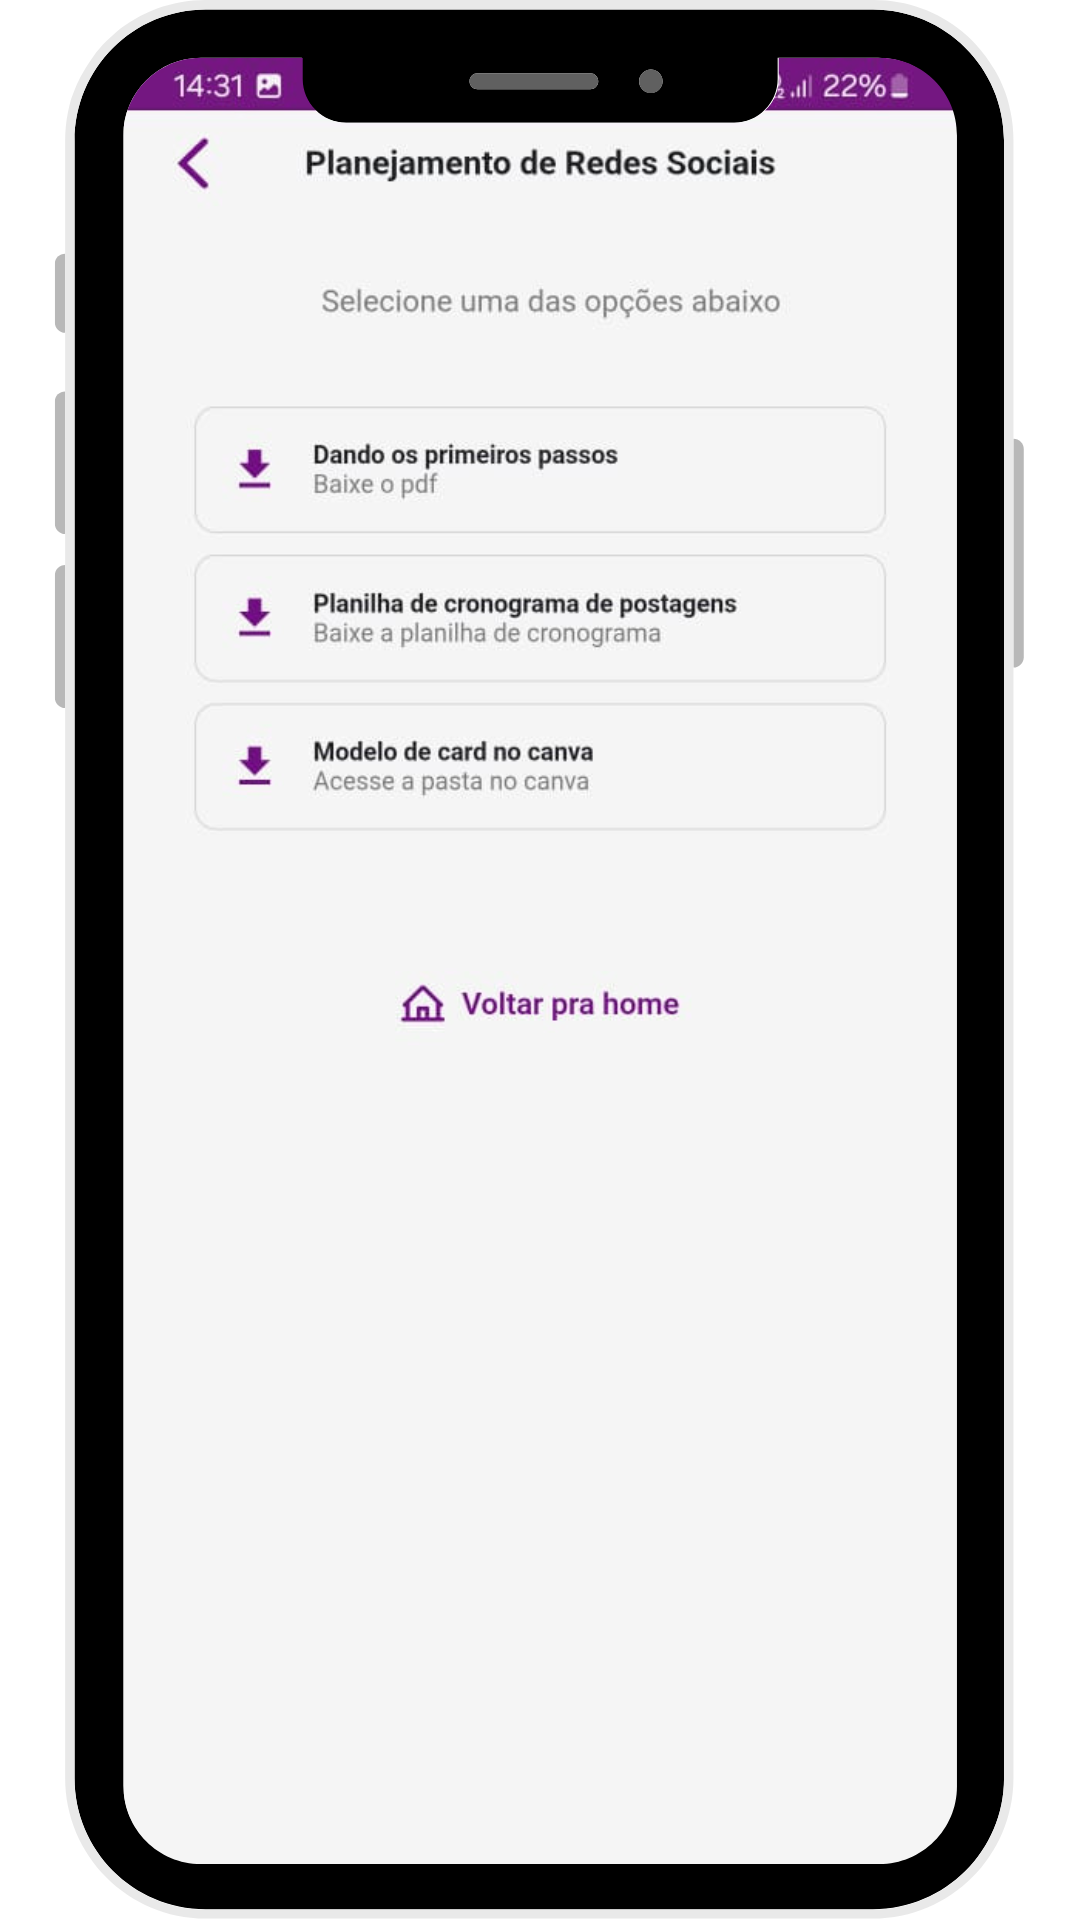 14:31 22%
Planejamento de Redes Sociais
Selecione uma das opções abaixo
Dando os primeiros passos
Baixe o pdf
Planilha de cronograma de postagens
Baixe a planilha de cronograma
Modelo de card no canva
Acesse a pasta no canva
Voltar pra home